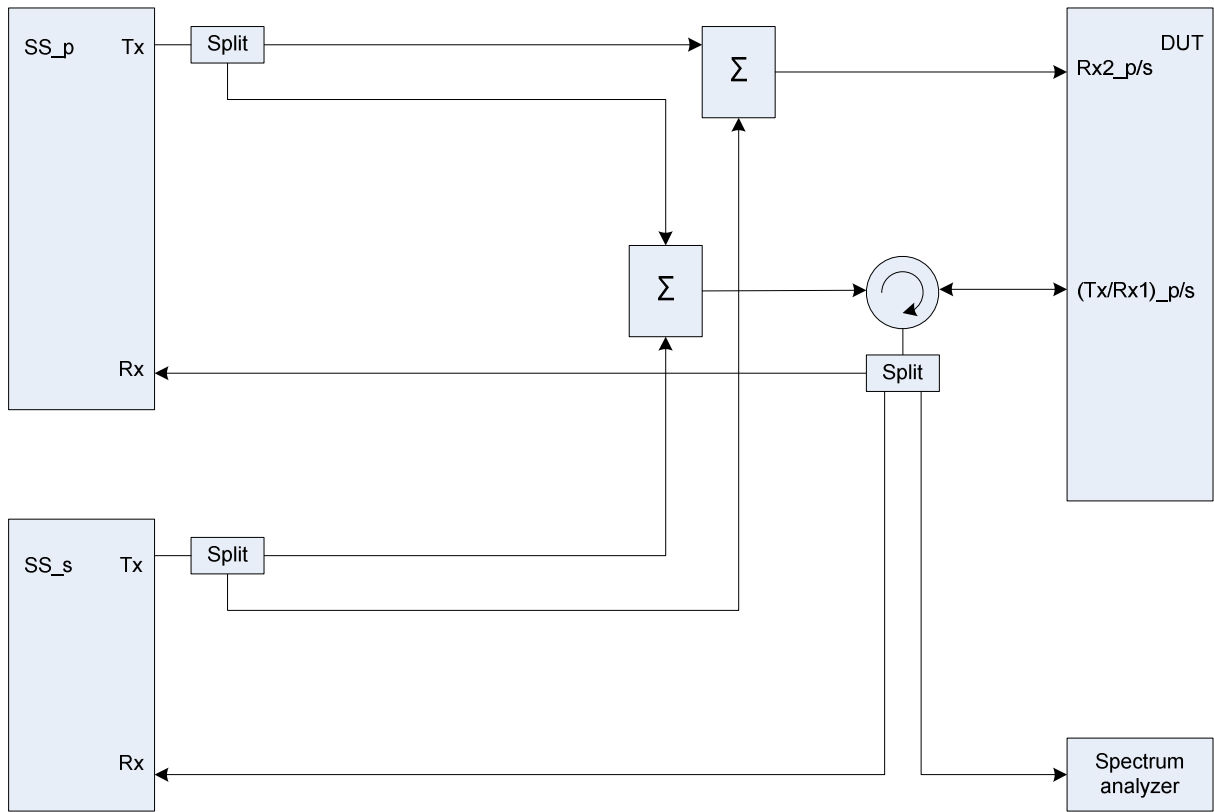 SS_p
Tx
Split
Σ
DUT
Rx2_p/s
Σ
(Tx/Rx1)_p/s
Rx
Split
SS_s
Tx
Split
Rx
Spectrum
analyzer